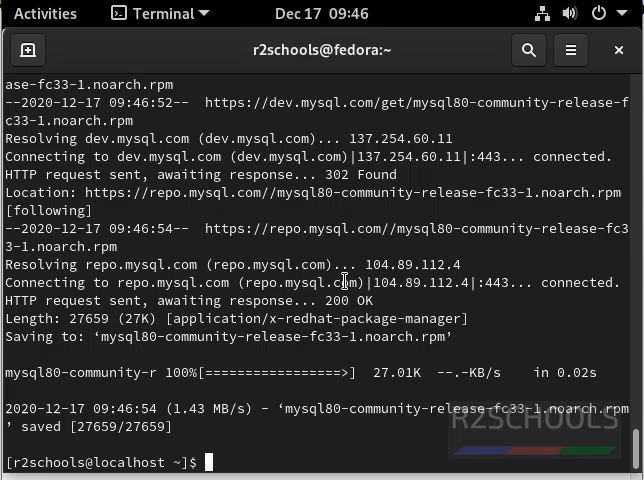 Activities Terminal Dec 17 09:46
r2schools@fedora:~
ase-fc33-1.noarch.rpm
--2020-12-17 09:46:52--  https://dev.mysql.com/get/mysql80-community-release-f
c33-1.noarch.rpm
Resolving dev.mysql.com (dev.mysql.com)... 137.254.60.11
Connecting to dev.mysql.com (dev.mysql.com)|137.254.60.11|:443... connected.
HTTP request sent, awaiting response... 302 Found
Location: https://repo.mysql.com//mysql80-community-release-fc33-1.noarch.rpm
[following]
--2020-12-17 09:46:54--  https://repo.mysql.com//mysql80-community-release-fc3
3-1.noarch.rpm
Resolving repo.mysql.com (repo.mysql.com)... 104.89.112.4
Connecting to repo.mysql.com (repo.mysql.com)|104.89.112.4|:443... connected.
HTTP request sent, awaiting response... 200 OK
Length: 27659 (27K) [application/x-redhat-package-manager]
Saving to: ‘mysql80-community-release-fc33-1.noarch.rpm’
mysql80-community-r 100%[=================>]  27.01K  --.-KB/s    in 0.02s
2020-12-17 09:46:54 (1.43 MB/s) - ‘mysql80-community-release-fc33-1.noarch.rpm
’ saved [27659/27659]
R2SCHOOLS
[r2schools@localhost ~]$